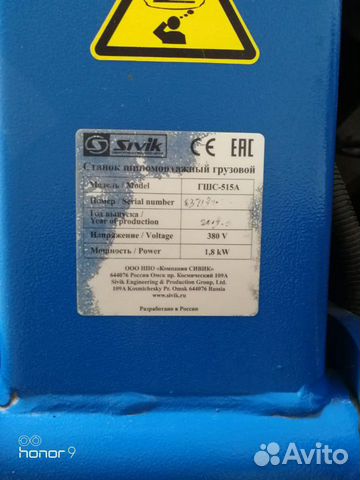 Sivik CE EAC
Станок шиномонтажный грузовой
Модель / Model ГШС-515А
Номер / Serial number
Год выпуска /
Year of production
Напряжение / Voltage 380 V
Мощность / Power 1,8 kW
ООО НПО «Компания СИВИК»
644076 Россия Омск пр. Космический 109А
Sivik Engineering & Production Group, Ltd.
109A Kosmichesky Pr. Omsk 644076 Russia
www.sivik.ru
Разработано в России
honor 9
Avito